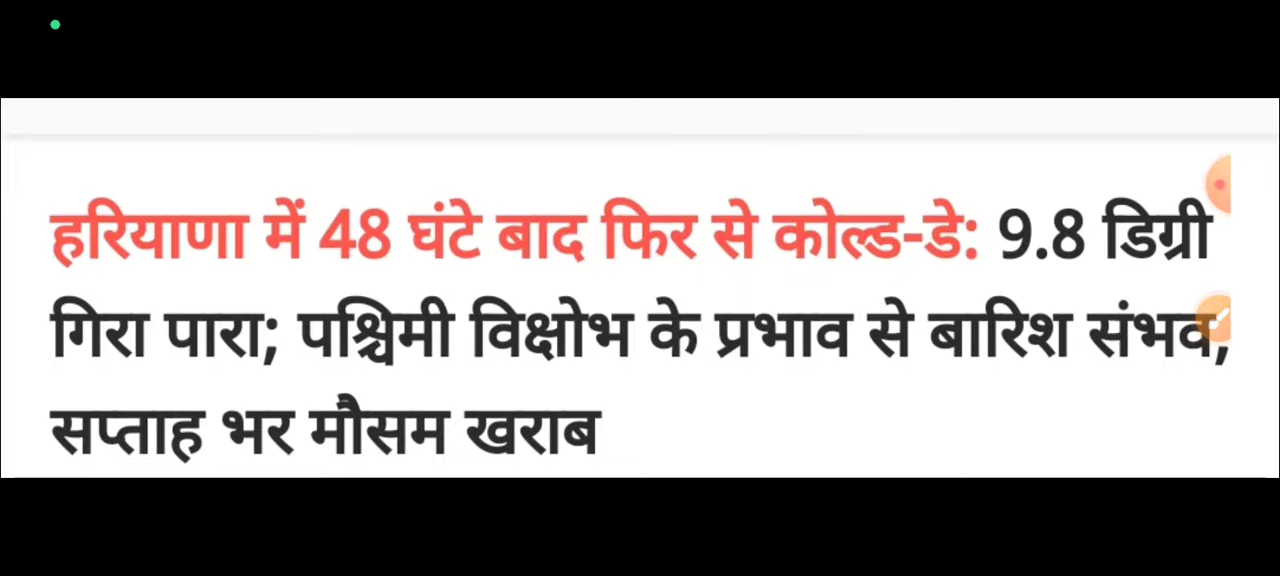 हरियाणा में 48 घंटे बाद फिर से कोल्ड-डे: 9.8 डिग्री
गिरा पारा; पश्चिमी विक्षोभ के प्रभाव से बारिश संभव,
सप्ताह भर मौसम खराब